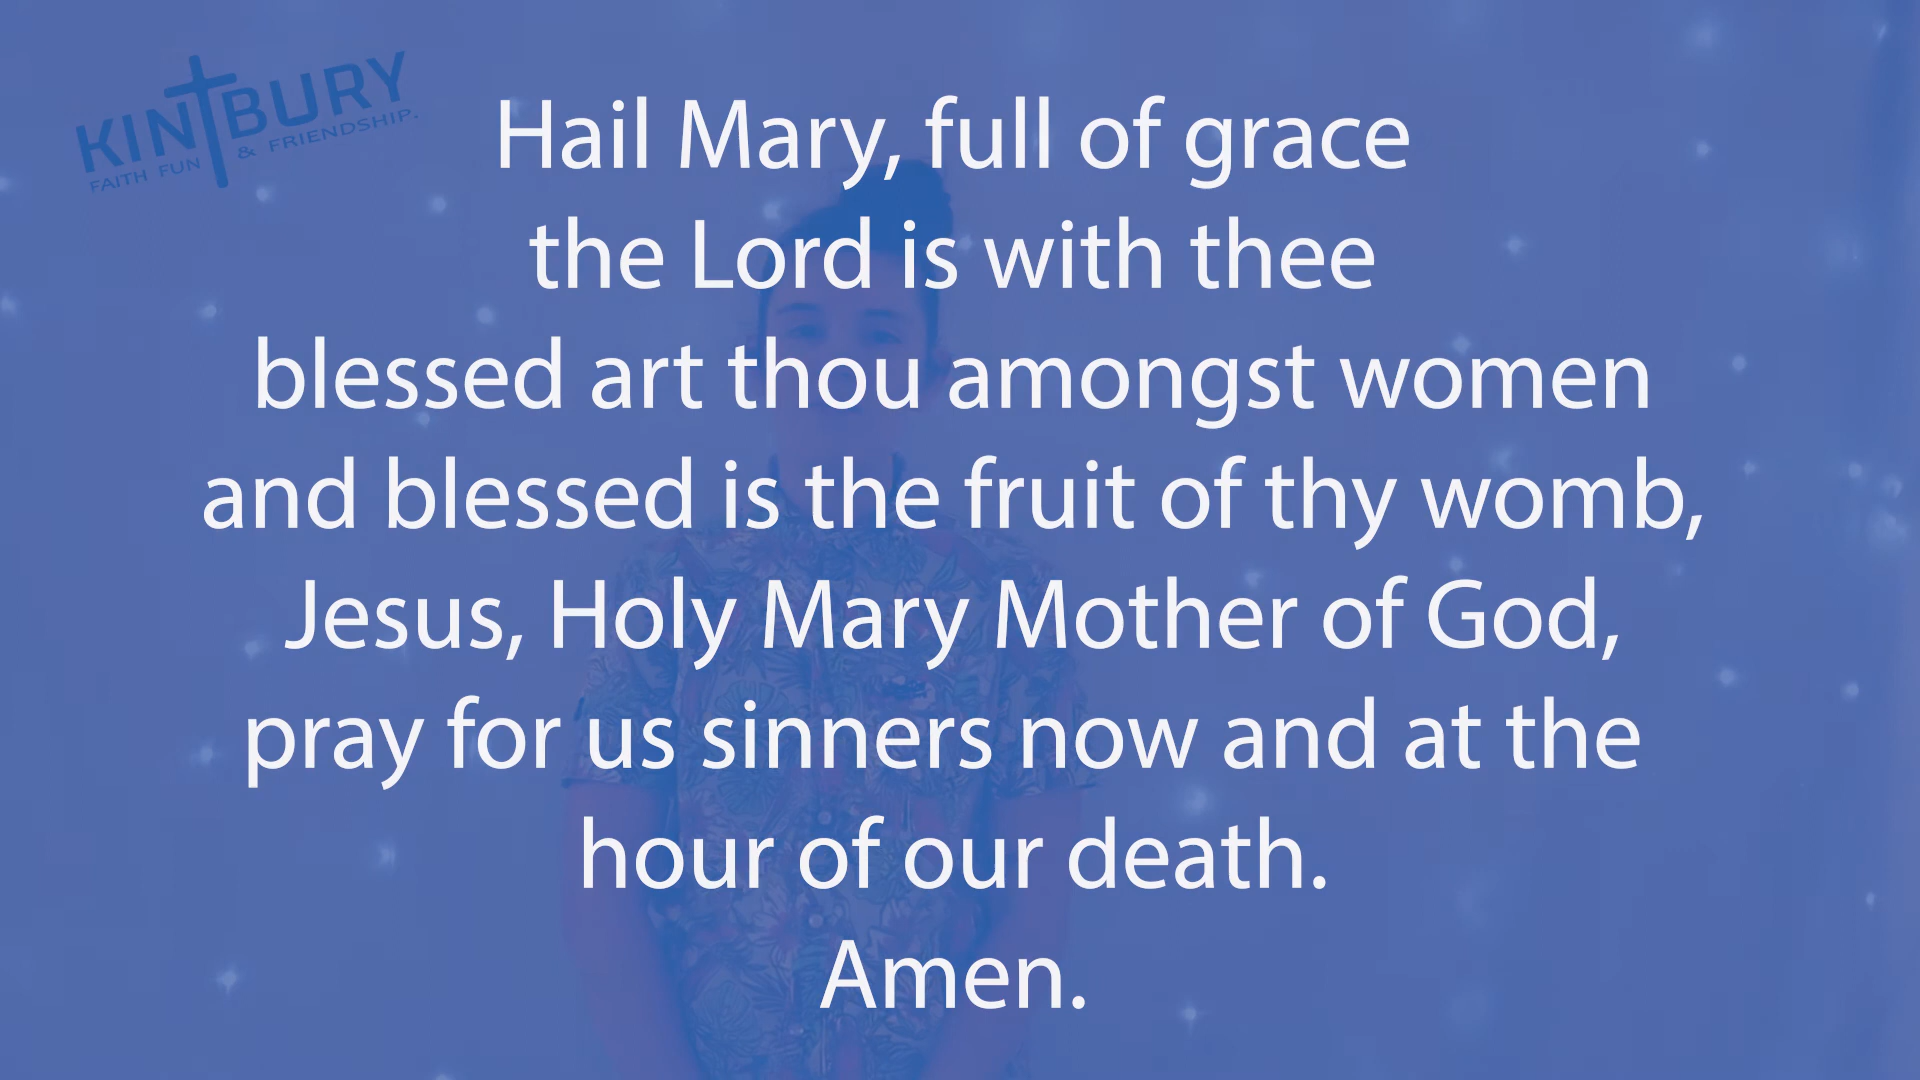 KINTBURY
FAITH FUN & FRIENDSHIP.
Hail Mary, full of grace
the Lord is with thee
blessed art thou amongst women
and blessed is the fruit of thy womb,
Jesus, Holy Mary Mother of God,
pray for us sinners now and at the
hour of our death.
Amen.